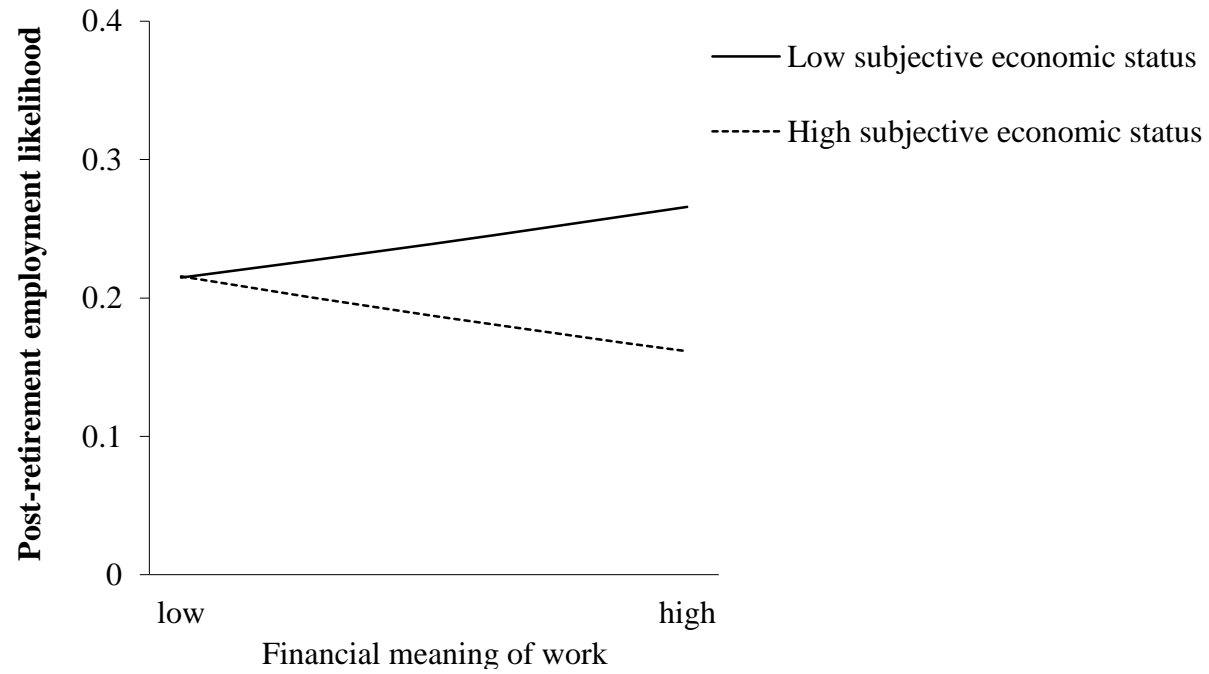 Post-retirement employment likelihood
0.4
0.3
0.2
0.1
0
low
high
Financial meaning of work
Low subjective economic status
High subjective economic status